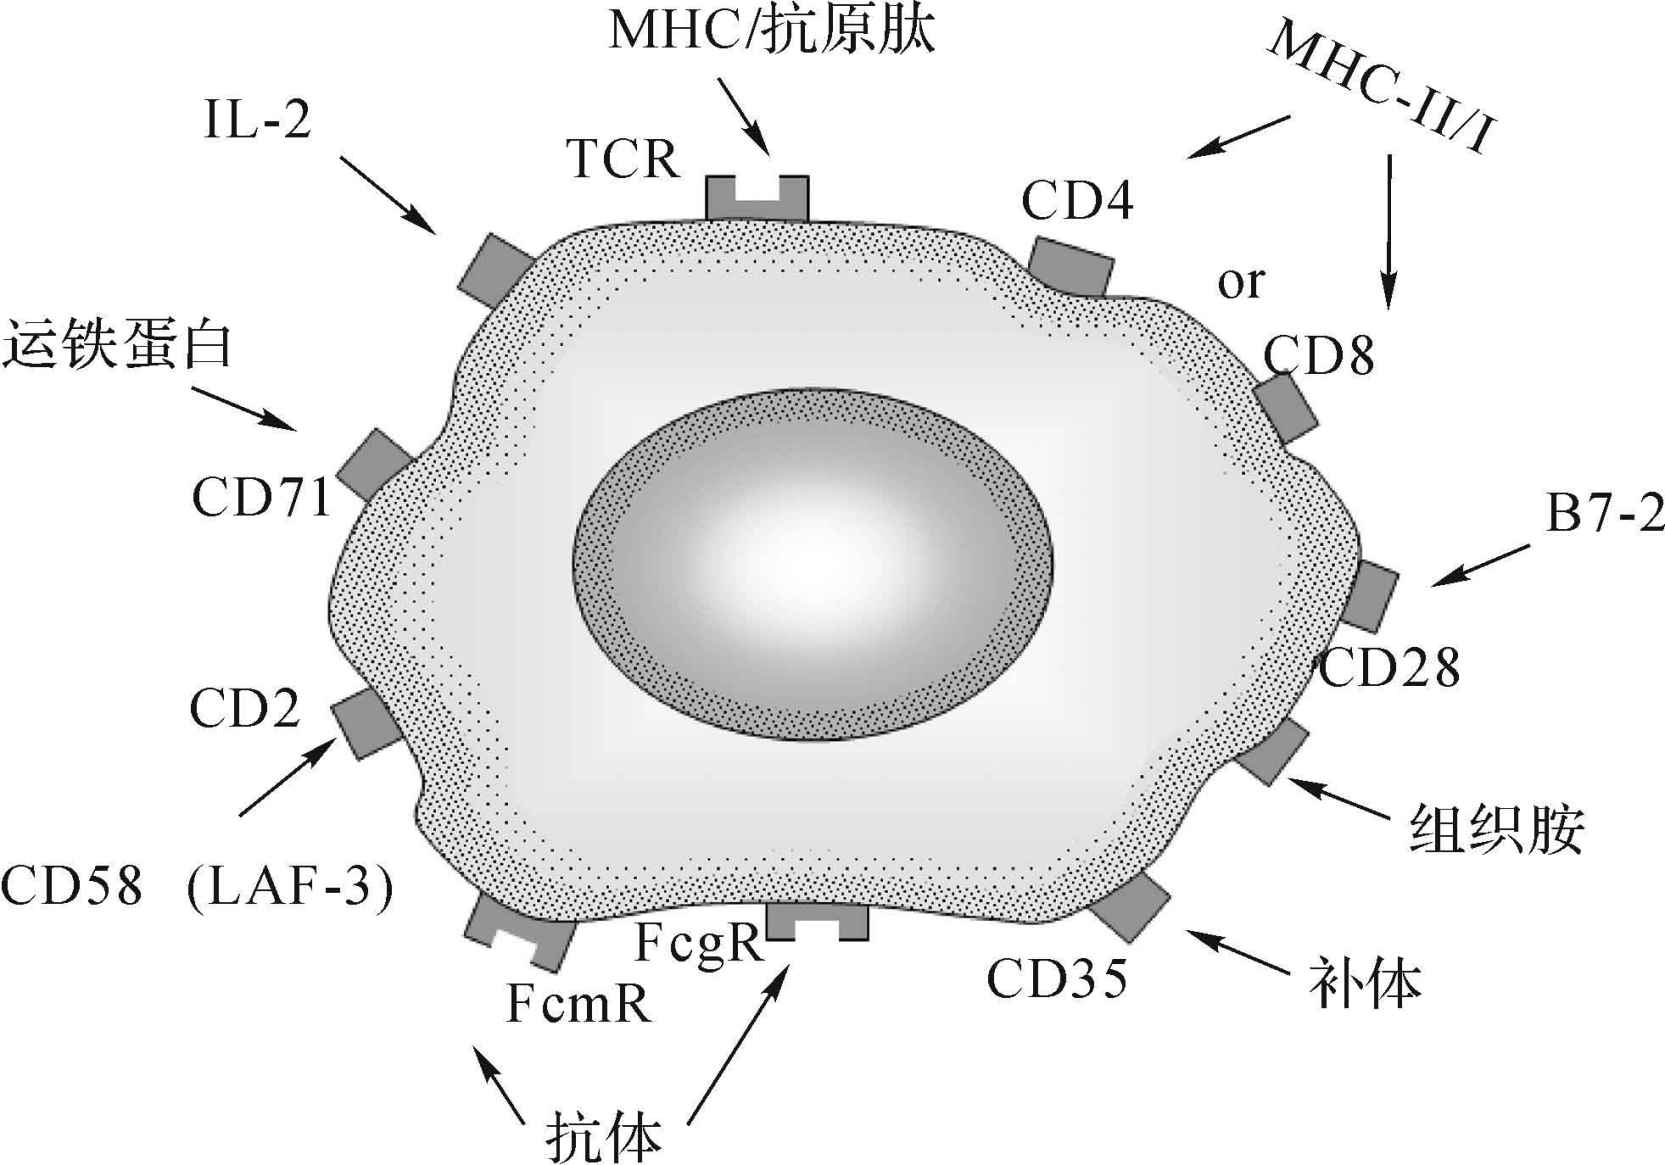 MHC/抗原肽
MHC-II/I
IL-2
TCR
CD4
or
运铁蛋白
CD8
CD71
B7-2
CD28
CD2
组织胺
CD58 (LAF-3)
FcgR
CD35
补体
FcmR
抗体